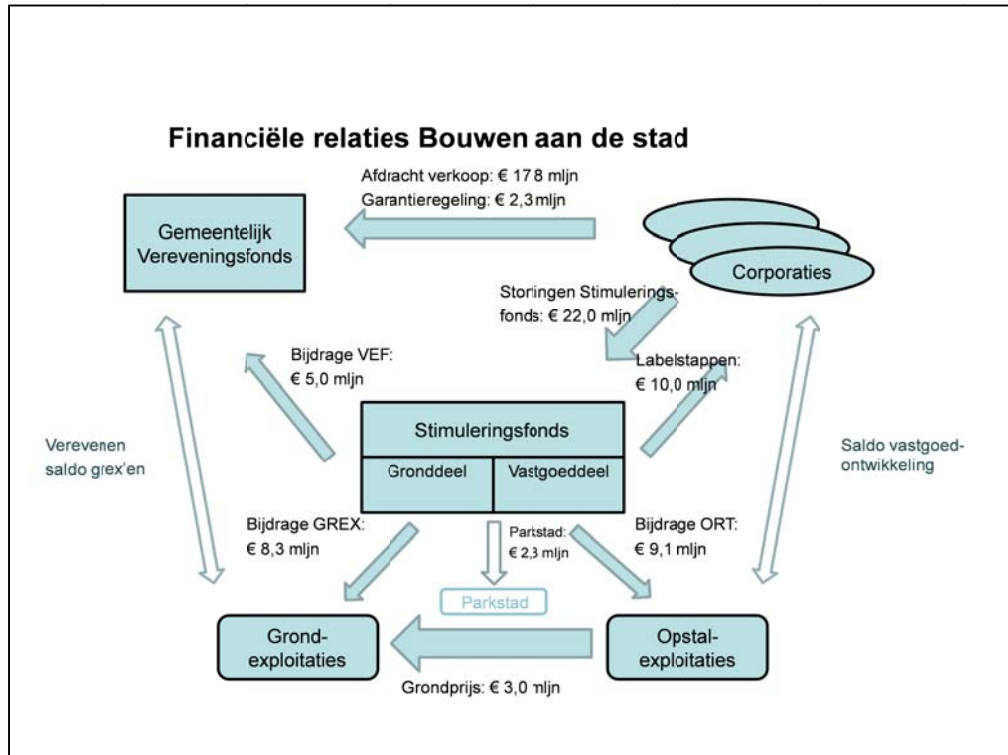 Financiële relaties Bouwen aan de stad
Afdracht verkoop: € 178 mljn
Garantieregeling: € 2,3 mljn
Gemeentelijk
Vereveningsfonds
Corporaties
Storingen Stimulerings-
fonds: € 22,0 mljn
Bijdrage VEF:
€ 5,0 mljn
Labelstappen:
€ 10,0 mljn
Stimuleringsfonds
Gronddeel
Vastgoeddeel
Verevenen
saldo grex'en
Saldo vastgoed-
ontwikkeling
Bijdrage GREX:
€ 8,3 mljn
Parkstad:
€ 2,3 mljn
Bijdrage ORT:
€ 9,1 mljn
Parkstad
Grond-
exploitaties
Opstal-
exploitaties
Grondprijs: € 3,0 mljn